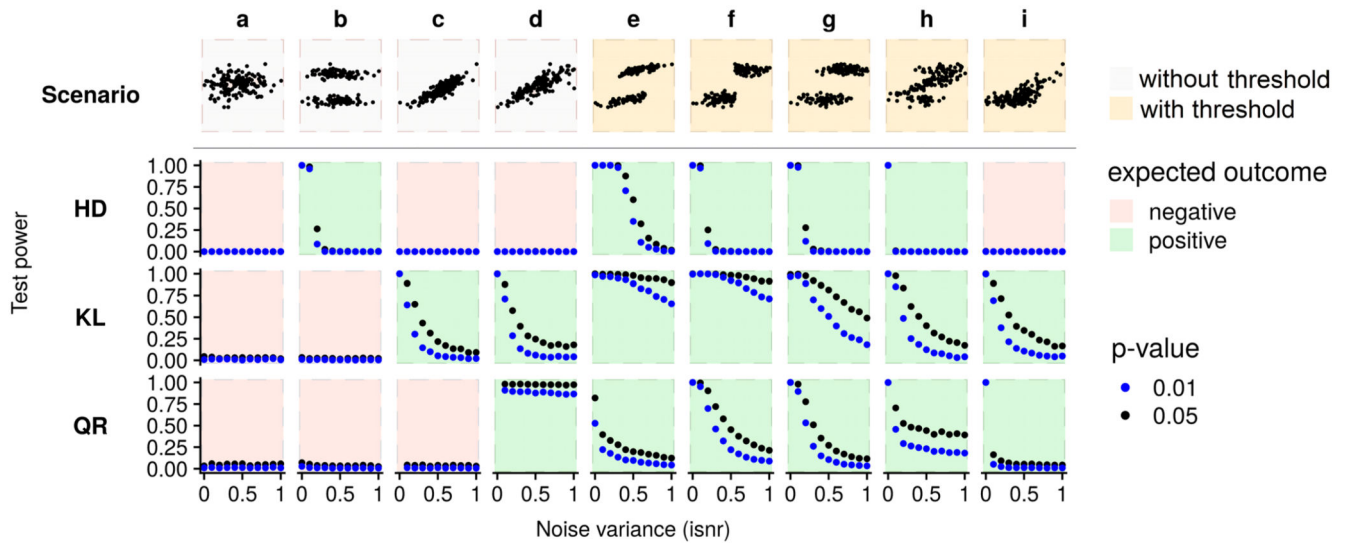 a b c d e f g h i
Scenario
without threshold
with threshold
expected outcome
negative
positive
Test power
HD
1.00
0.75
0.50
0.25
0.00
KL
1.00
0.75
0.50
0.25
0.00
QR
1.00
0.75
0.50
0.25
0.00
p-value
0.01
0.05
0 0.5 1 0 0.5 1 0 0.5 1 0 0.5 1 0 0.5 1 0 0.5 1 0 0.5 1 0 0.5 1 0 0.5 1
Noise variance (isnr)